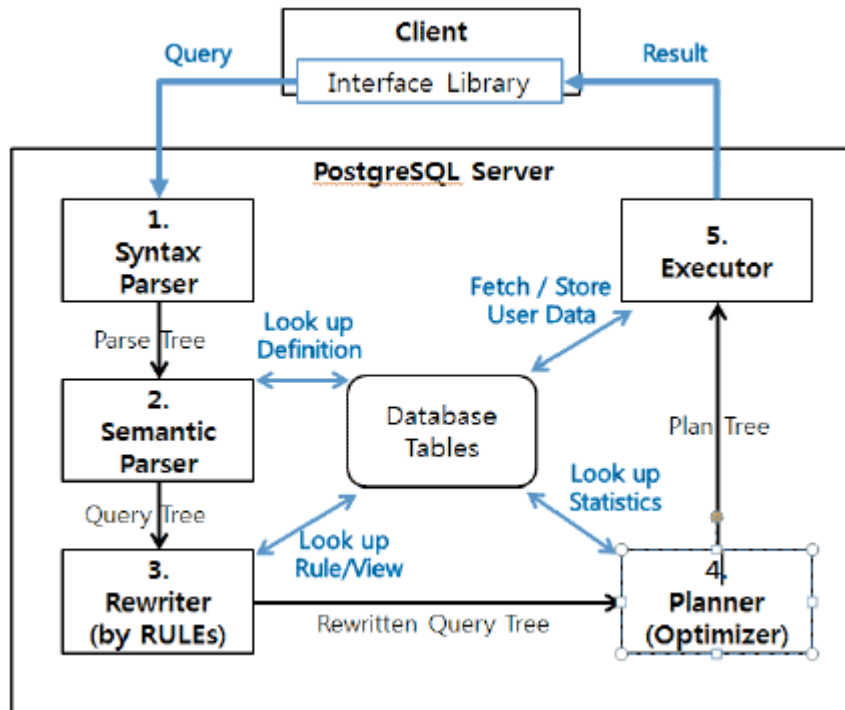 Client
Query
Result
Interface Library
PostgreSQL Server
1.
Syntax
Parser
5.
Executor
Fetch / Store
User Data
Look up
Definition
Parse Tree
2.
Semantic
Parser
Database
Tables
Plan Tree
Look up
Statistics
Query Tree
Look up
Rule/View
3.
Rewriter
(by RULEs)
Rewritten Query Tree
4.
Planner
(Optimizer)